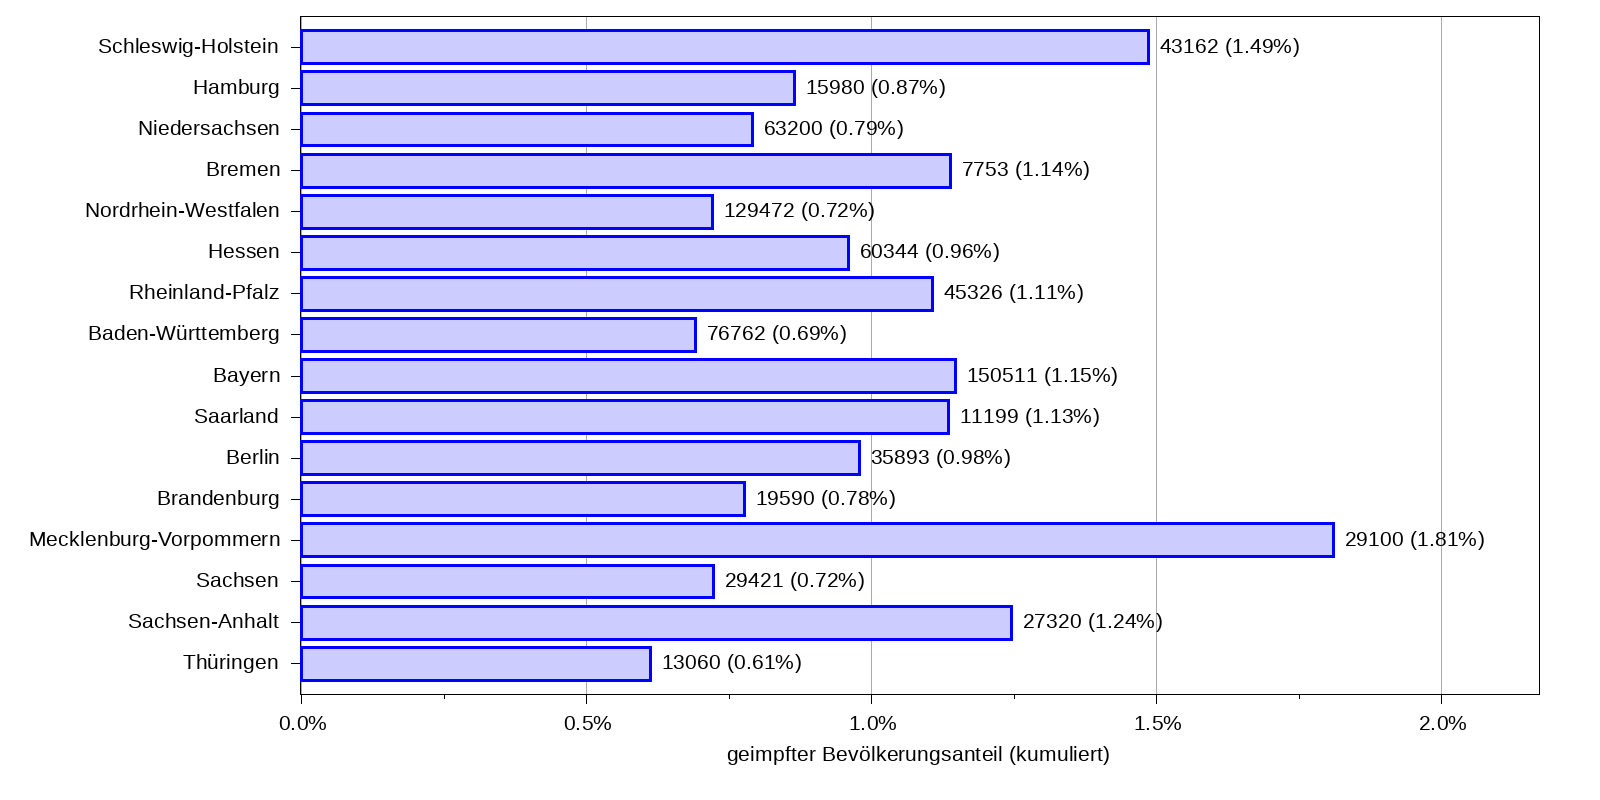 Schleswig-Holstein 43162 (1.49%)
Hamburg 15980 (0.87%)
Niedersachsen 63200 (0.79%)
Bremen 7753 (1.14%)
Nordrhein-Westfalen 129472 (0.72%)
Hessen 60344 (0.96%)
Rheinland-Pfalz 45326 (1.11%)
Baden-Württemberg 76762 (0.69%)
Bayern 150511 (1.15%)
Saarland 11199 (1.13%)
Berlin 35893 (0.98%)
Brandenburg 19590 (0.78%)
Mecklenburg-Vorpommern 29100 (1.81%)
Sachsen 29421 (0.72%)
Sachsen-Anhalt 27320 (1.24%)
Thüringen 13060 (0.61%)
0.0% 0.5% 1.0% 1.5% 2.0%
geimpfter Bevölkerungsanteil (kumuliert)